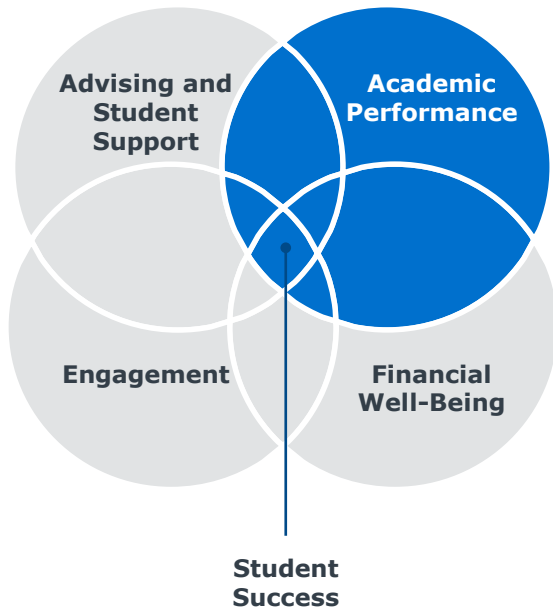 Advising and
Student
Support
Academic
Performance
Engagement
Financial
Well-Being
Student
Success